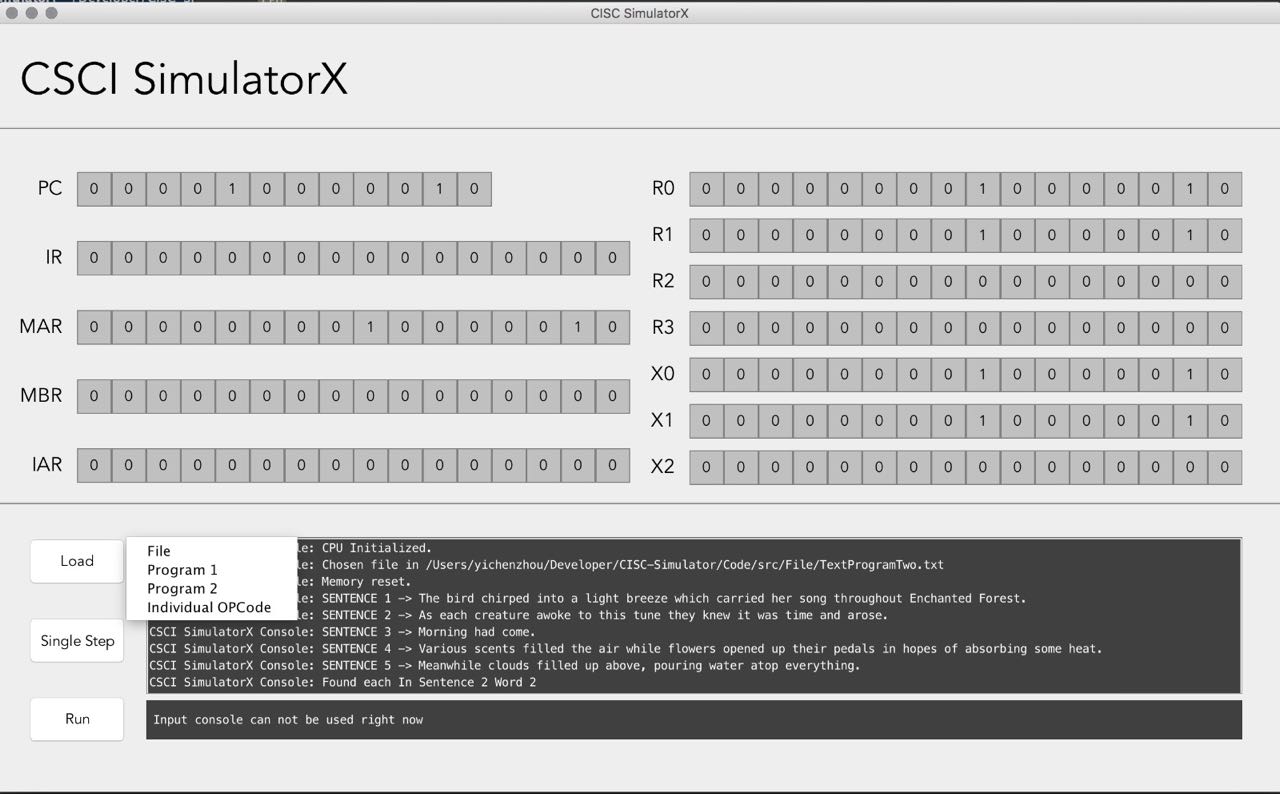 CISC SimulatorX
CSCI SimulatorX
PC 0 0 0 0 1 0 0 0 0 0 1 0
IR 0 0 0 0 0 0 0 0 0 0 0 0 0 0 0 0
MAR 0 0 0 0 0 0 0 0 1 0 0 0 0 0 1 0
MBR 0 0 0 0 0 0 0 0 0 0 0 0 0 0 0 0
IAR 0 0 0 0 0 0 0 0 0 0 0 0 0 0 0 0
R0 0 0 0 0 0 0 0 0 1 0 0 0 0 0 1 0
R1 0 0 0 0 0 0 0 0 1 0 0 0 0 0 1 0
R2 0 0 0 0 0 0 0 0 0 0 0 0 0 0 0 0
R3 0 0 0 0 0 0 0 0 0 0 0 0 0 0 0 0
X0 0 0 0 0 0 0 0 0 1 0 0 0 0 0 1 0
X1 0 0 0 0 0 0 0 0 1 0 0 0 0 0 1 0
X2 0 0 0 0 0 0 0 0 0 0 0 0 0 0 0 0
Load
Single Step
Run
File
Program 1
Program 2
Individual OPCode
le: CPU Initialized.
le: Chosen file in /Users/yichenzhou/Developer/CISC-Simulator/Code/src/File/TextProgramTwo.txt
le: Memory reset.
le: SENTENCE 1 -> The bird chirped into a light breeze which carried her song throughout Enchanted Forest.
le: SENTENCE 2 -> As each creature awoke to this tune they knew it was time and arose.
CSCI SimulatorX Console: SENTENCE 3 -> Morning had come.
CSCI SimulatorX Console: SENTENCE 4 -> Various scents filled the air while flowers opened up their pedals in hopes of absorbing some heat.
CSCI SimulatorX Console: SENTENCE 5 -> Meanwhile clouds filled up above, pouring water atop everything.
CSCI SimulatorX Console: Found each In Sentence 2 Word 2
Input console can not be used right now